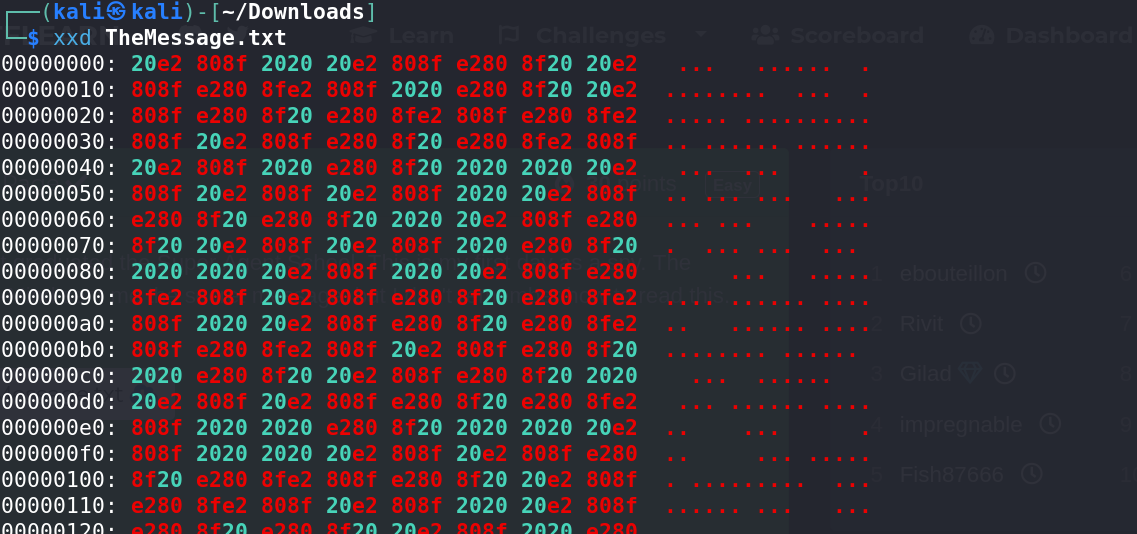 ┌──(kali㉿kali)-[~/Downloads]
└─$ xxd TheMessage.txt
Learn Challenges Scoreboard Dashboard
00000000: 20e2 808f 2020 20e2 808f e280 8f20 20e2   ...   ......  .
00000010: 808f e280 8fe2 808f 2020 e280 8f20 20e2  ........  ...  .
00000020: 808f e280 8f20 e280 8fe2 808f e280 8fe2  ..... ..........
00000030: 808f 20e2 808f e280 8f20 e280 8fe2 808f  .. ...... ......
00000040: 20e2 808f 2020 e280 8f20 2020 2020 20e2   ...  ...      .
00000050: 808f 20e2 808f 20e2 808f 2020 20e2 808f  .. ... ...   ...
00000060: e280 8f20 e280 8f20 2020 20e2 808f e280  ... ...    .....
00000070: 8f20 20e2 808f 20e2 808f 2020 e280 8f20  .  ... ...  ... 
00000080: 2020 2020 20e2 808f 2020 20e2 808f e280       ...   .....
00000090: 8fe2 808f 20e2 808f e280 8f20 e280 8fe2  .... ...... ....
000000a0: 808f 2020 20e2 808f e280 8f20 e280 8fe2  ..   ...... ....
000000b0: 808f e280 8fe2 808f 20e2 808f e280 8f20  ........ ...... 
000000c0: 2020 e280 8f20 20e2 808f e280 8f20 2020    ...  ......   
000000d0: 20e2 808f 20e2 808f e280 8f20 e280 8fe2   ... ...... ....
000000e0: 808f 2020 2020 e280 8f20 2020 2020 20e2  ..    ...      .
000000f0: 808f 2020 2020 20e2 808f 20e2 808f e280  ..     ... .....
00000100: 8f20 e280 8fe2 808f e280 8f20 20e2 808f  . .........  ...
00000110: e280 8fe2 808f 20e2 808f 2020 20e2 808f  ...... ...   ...
00000120: e280 8f20 e280 8f20 20e2 808f 2020 e280
Easy
Top10
1 ebouteillon
2 Rivit
3 Gilad
4 impregnable
5 Fish87666